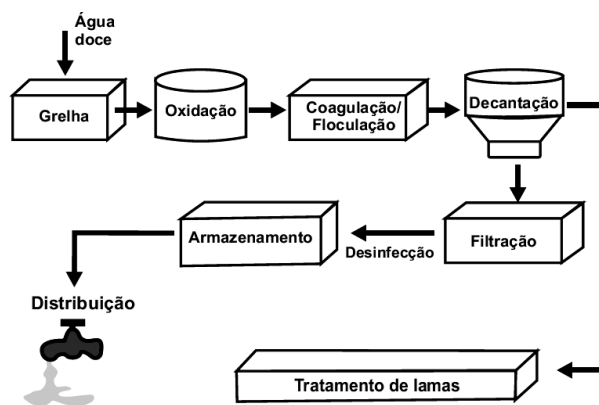 Água
doce
Grelha
Oxidação
Coagulação/
Floculação
Decantação
Armazenamento
Desinfecção
Filtração
Distribuição
Tratamento de lamas